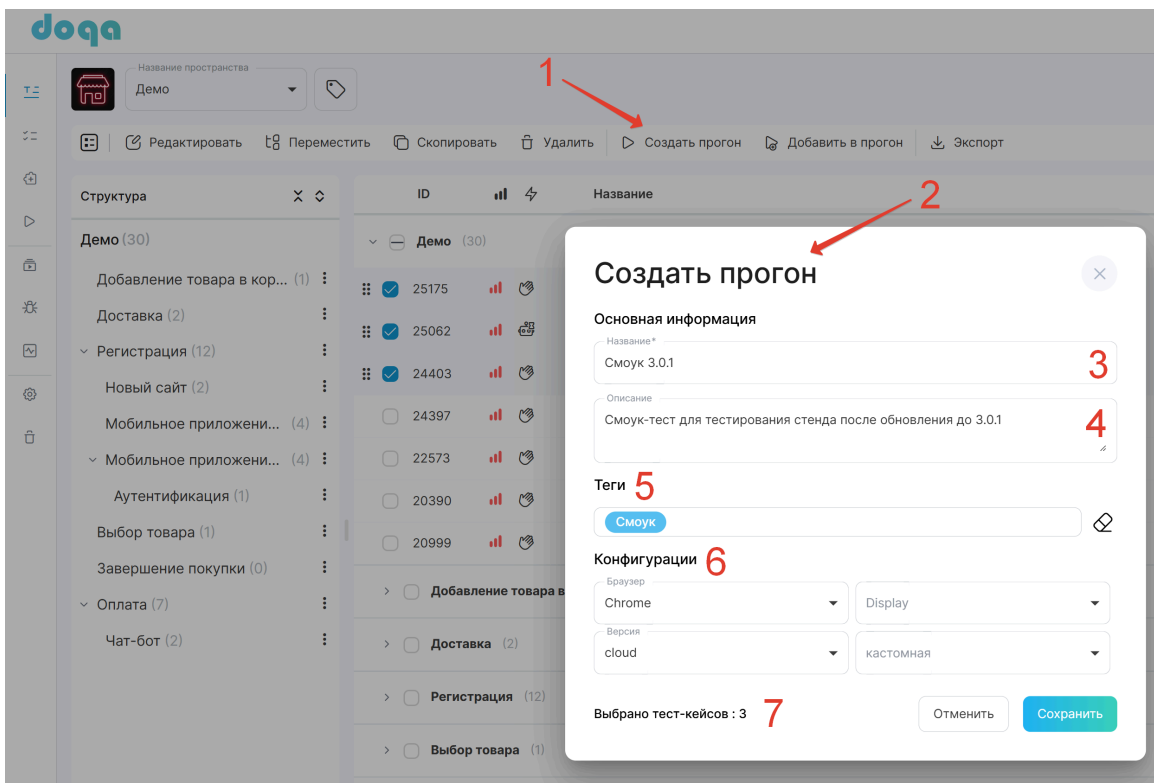 doqa
Название пространства
Демо
1
Редактировать Переместить Скопировать Удалить Создать прогон Добавить в прогон Экспорт
Структура
ID Название
2
Демо (30)
Добавление товара в кор... (1)
Доставка (2)
Регистрация (12)
Новый сайт (2)
Мобильное приложени... (4)
Мобильное приложени... (4)
Аутентификация (1)
Выбор товара (1)
Завершение покупки (0)
Оплата (7)
Чат-бот (2)
Демо (30)
25175
25062
24403
24397
22573
20390
20999
Добавление товара в
Доставка (2)
Регистрация (12)
Выбор товара (1)
Создать прогон
Основная информация
Название*
Смоук 3.0.1
3
Описание
Смоук-тест для тестирования стенда после обновления до 3.0.1
4
Теги 5
Смоук
Конфигурации 6
Браузер
Chrome Display
Версия
cloud кастомная
Выбрано тест-кейсов : 3 7
Отменить Сохранить